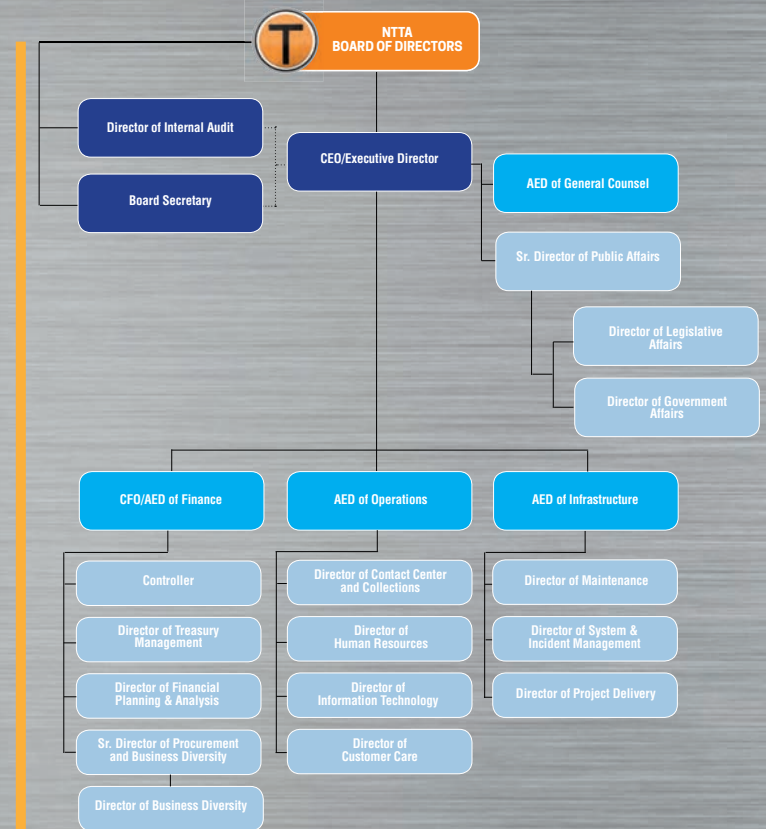 T
NTTA
BOARD OF DIRECTORS
Director of Internal Audit
CEO/Executive Director
Board Secretary
AED of General Counsel
Sr. Director of Public Affairs
Director of Legislative
Affairs
Director of Government
Affairs
CFO/AED of Finance
Controller
Director of Treasury
Management
Director of Financial
Planning & Analysis
Sr. Director of Procurement
and Business Diversity
Director of Business Diversity
AED of Operations
Director of Contact Center
and Collections
Director of
Human Resources
Director of
Information Technology
Director of
Customer Care
AED of Infrastructure
Director of Maintenance
Director of System &
Incident Management
Director of Project Delivery